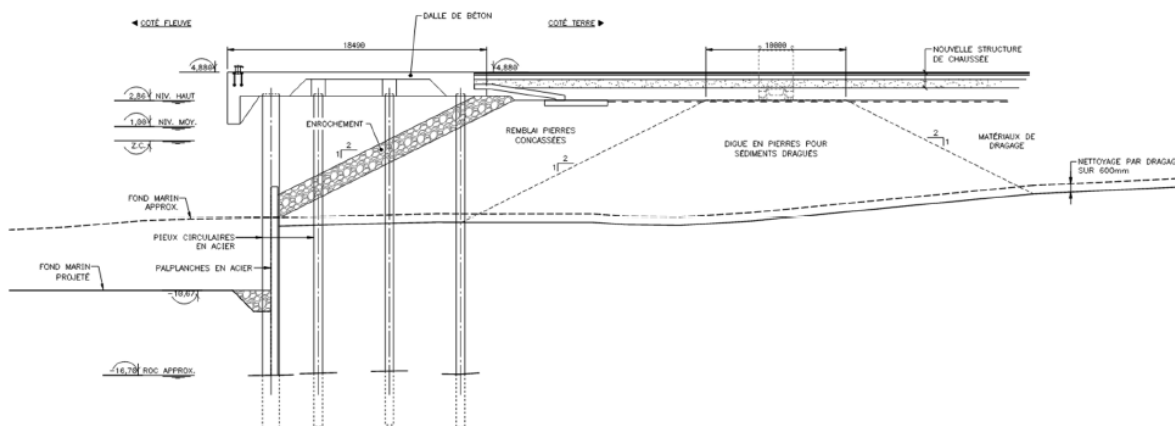 ◄ COTÉ FLEUVE
DALLE DE BÉTON
COTÉ TERRE ►
18400
10000
NOUVELLE STRUCTURE
DE CHAUSSÉE
4,880
4,880
2,86 NIV. HAUT
1,00 NIV. MOY.
Z.C.
ENROCHEMENT
2
1
REMBLAI PIERRES
CONCASSÉES
2
1
DIGUE EN PIERRES POUR
SÉDIMENTS DRAGUÉS
2
1
MATÉRIAUX DE
DRAGAGE
NETTOYAGE PAR DRAGAG
SUR 600mm
FOND MARIN
APPROX.
PIEUX CIRCULAIRES
EN ACIER
PALPLANCHES EN ACIER
FOND MARIN
PROJETÉ
-10,67
-16,70 ROC APPROX.